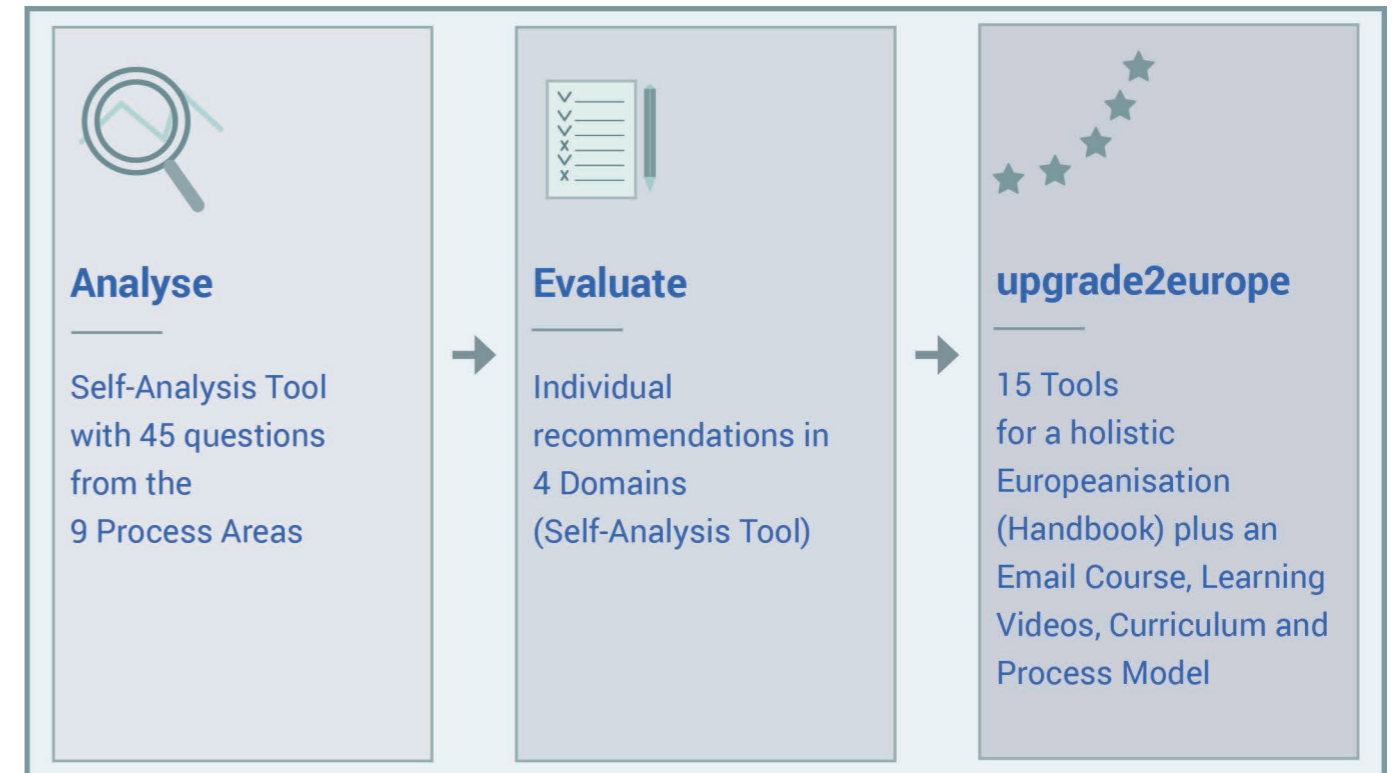 Analyse
Self-Analysis Tool
with 45 questions
from the
9 Process Areas
Evaluate
Individual
recommendations in
4 Domains
(Self-Analysis Tool)
upgrade2europe
15 Tools
for a holistic
Europeanisation
(Handbook) plus an
Email Course, Learning
Videos, Curriculum and
Process Model